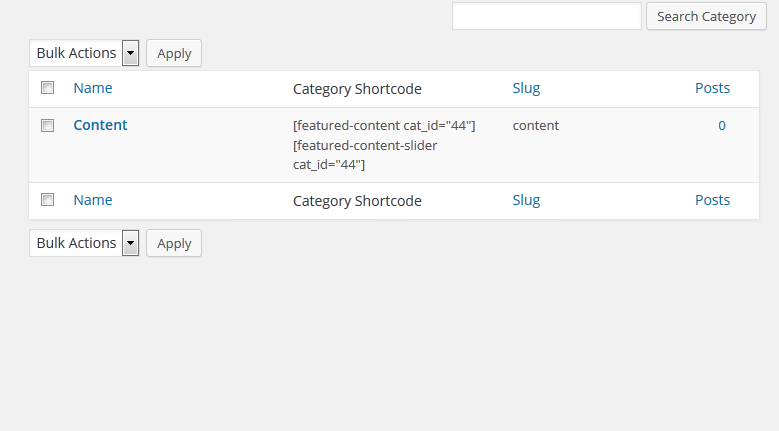 Search Category
Bulk Actions Apply
Name Category Shortcode Slug Posts
Content [featured-content cat_id="44"] content 0
[featured-content-slider
cat_id="44"]
Name Category Shortcode Slug Posts
Bulk Actions Apply